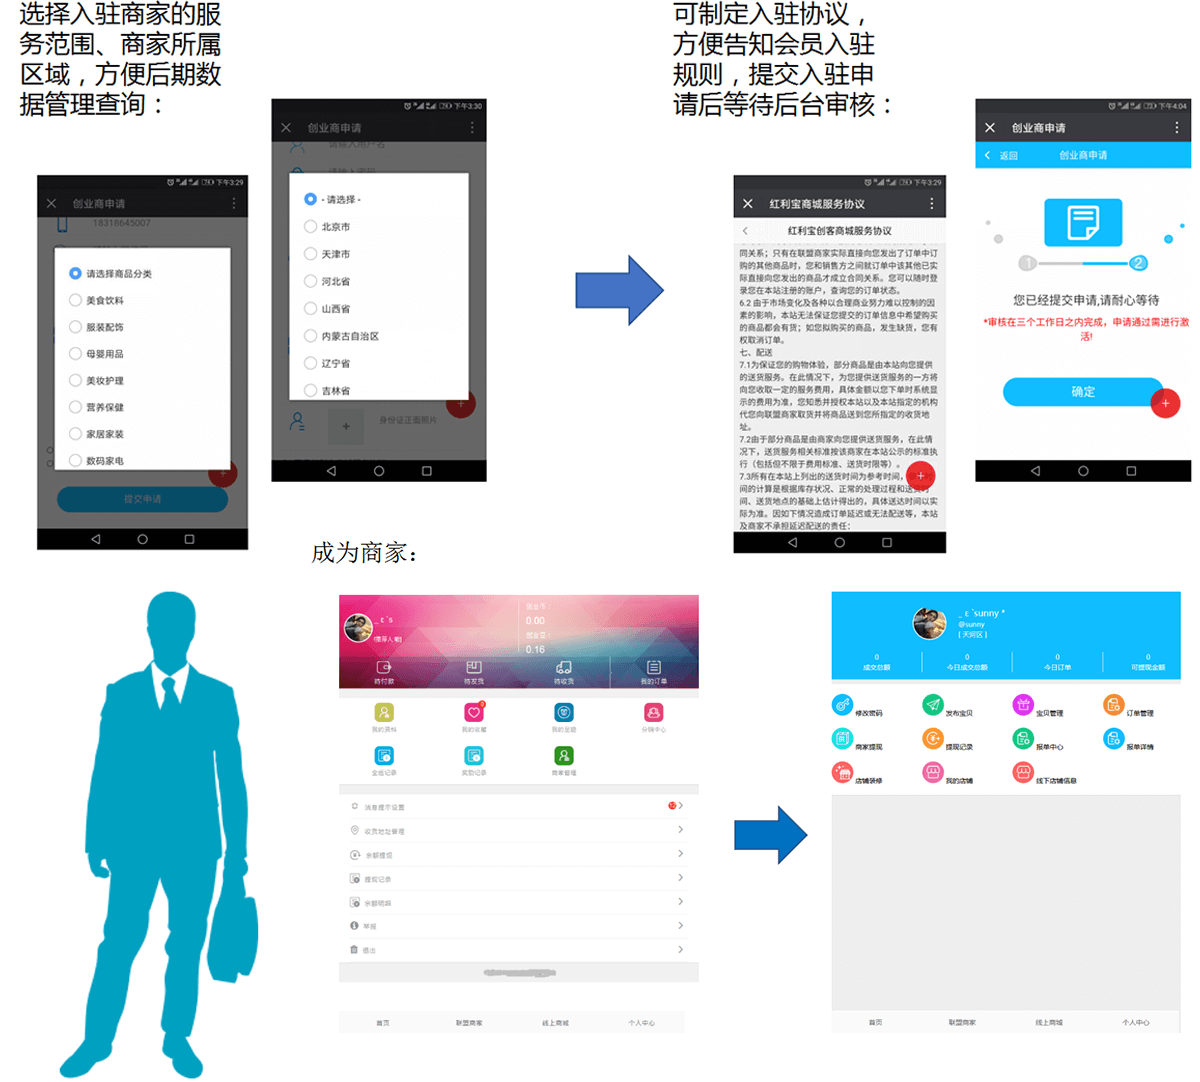 选择入驻商家的服
务范围、商家所属
区域，方便后期数
据管理查询：
可制定入驻协议，
方便告知会员入驻
规则，提交入驻申
请后等待后台审核：
下午3:29
创业商申请
18318645007
请选择商品分类
美食饮料
服装配饰
母婴用品
美妆护理
营养保健
家居家装
数码家电
提交申请
下午3:30
创业商申请
请输入用户名
- 请选择 -
北京市
天津市
河北省
山西省
内蒙古自治区
辽宁省
吉林省
身份证正面照片
下午3:29
红利宝商城服务协议
红利宝创客商城服务协议
同关系；只有在联盟商家实际直接向您发出了订单中订
购的其他商品时，您和销售方之间就订单中该其他已实
际直接向您发出的商品才成立合同关系。您可以随时登
录您在本站注册的账户，查询您的订单状态。
6.2 由于市场变化及各种以合理商业努力难以控制的因
素的影响，本站无法保证您提交的订单信息中希望购买
的商品都会有货；如您拟购买的商品，发生缺货，您有
权取消订单。
七、配送
7.1为保证您的购物体验，部分商品是由本站向您提供
的送货服务。在此情况下，为您提供送货服务的一方将
向您收取一定的服务费用，具体金额以您下单时系统显
示的费用为准，您知悉并授权本站以及本站指定的机构
代您向联盟商家取货并将商品送到您所指定的收货地
址。
7.2由于部分商品是由商家向您提供送货服务，在此情
况下，送货服务相关标准按该商家在本站公示的标准执
行（包括但不限于费用标准、送货时限等）。
7.3所有在本站上列出的送货时间为参考时间，
间的计算是根据库存状况、正常的处理过程和送货时
间、送货地点的基础上估计得出的，具体送达时间以实
际为准。因如下情况造成订单延迟或无法配送等，本站
及商家不承担延迟配送的责任：
下午4:04
创业商申请
返回
创业商申请
1
2
您已经提交申请,请耐心等待
*审核在三个工作日之内完成，申请通过需进行激
活!
确定
成为商家：
_ ε ˊs
0.00
0.16
待付款
待发货
待收货
我的订单
我的资料
我的收藏
我的足迹
分销中心
金组记录
奖励记录
商家管理
消息提示设置
12
收货地址管理
余额提现
提现记录
余额明细
举报
退出
首页
联盟商家
线上商城
个人中心
_ ε ˊsunny *
@sunny
[ 天河区 ]
0
成交总额
0
今日成交总额
0
今日订单
0
可提现金额
修改密码
发布宝贝
宝贝管理
订单管理
商家提现
提现记录
报单中心
报单详情
店铺装修
我的店铺
线下店铺信息
首页
联盟商家
线上商城
个人中心